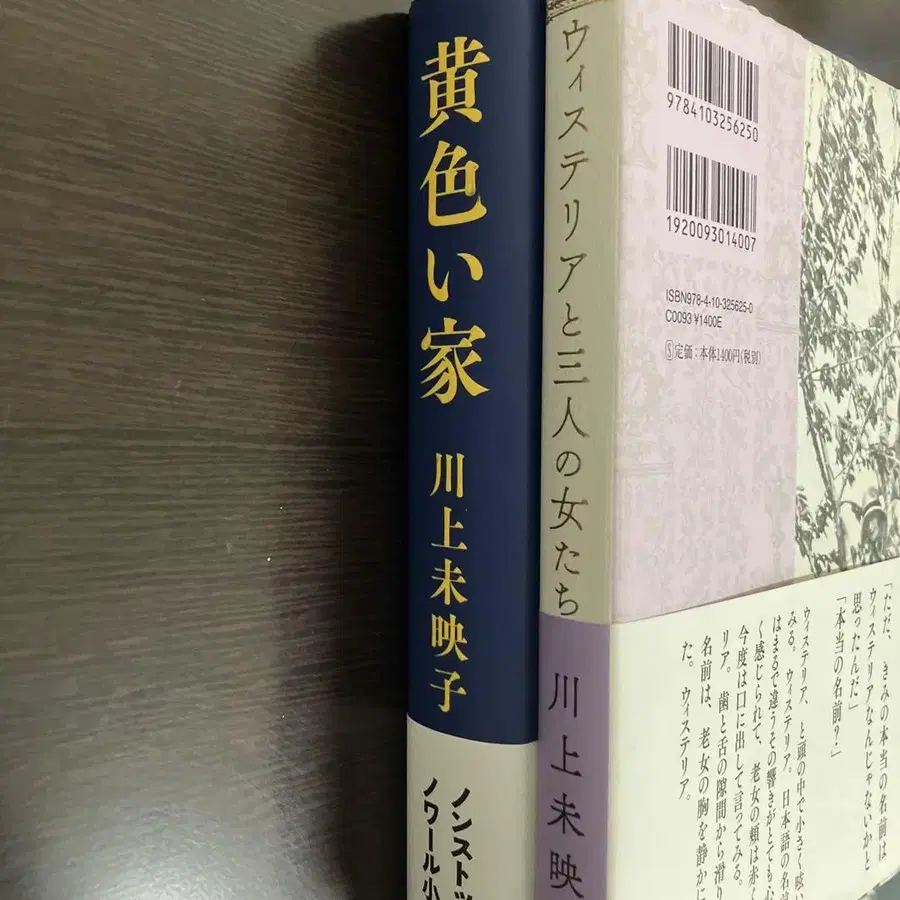 黄色い家
川上未映子
ノンストッ
ノワール小
ウィステリアと三人の女たち
川上未映
9784103256250
1920093014007
ISBN978-4-10-325625-0
C0093 ¥1400E
Ⓢ定価:本体1400円(税別)
「ただ、きみの本当の名前は
ウィステリアなんじゃないかと
思ったんだ」
「本当の名前?」
ウィステリア、と頭の中で小さく呟い
みる。ウィステリア。日本語の名前
はまるで違うその響きがとても心
く感じられて、老女の頬は赤く
今度は口に出して言ってみる。
リア。歯と舌の隙間から滑り
名前は、老女の胸を静かに
た。ウィステリア。